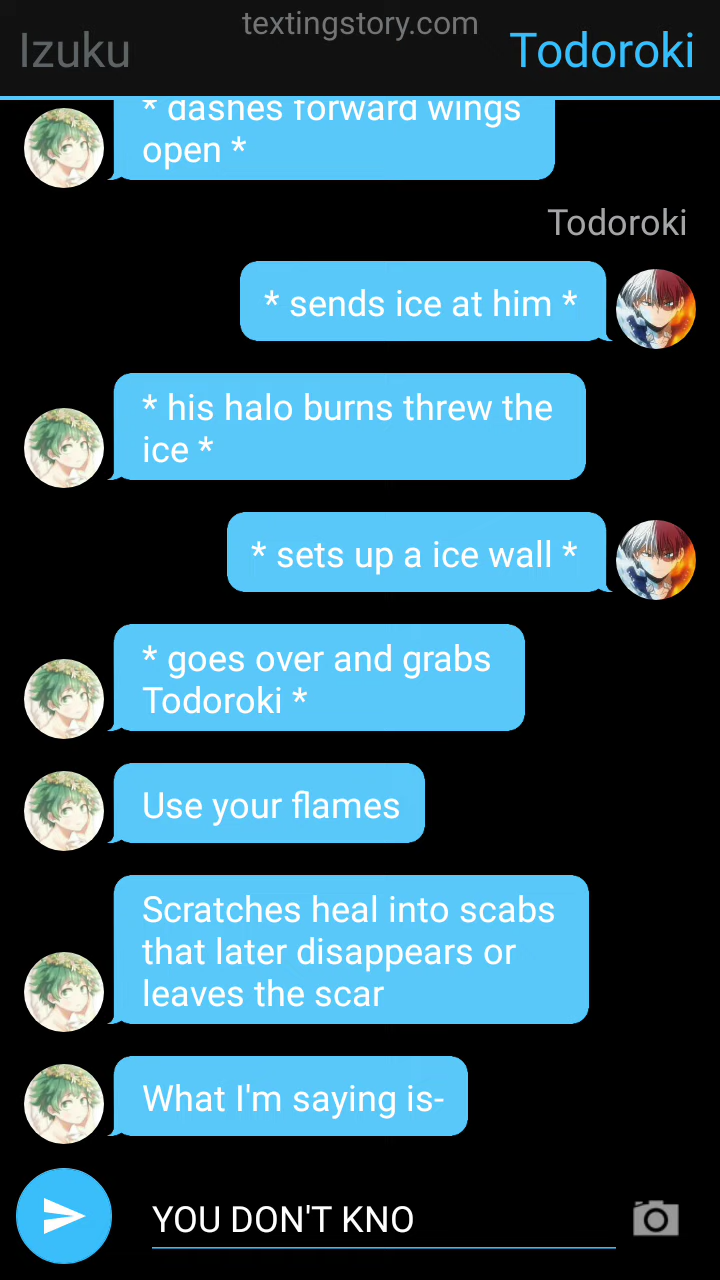 textingstory.com
Izuku
Todoroki
* dashes forward wings
open *
Todoroki
* sends ice at him *
* his halo burns threw the
ice *
* sets up a ice wall *
* goes over and grabs
Todoroki *
Use your flames
Scratches heal into scabs
that later disappears or
leaves the scar
What I'm saying is-
YOU DON'T KNO